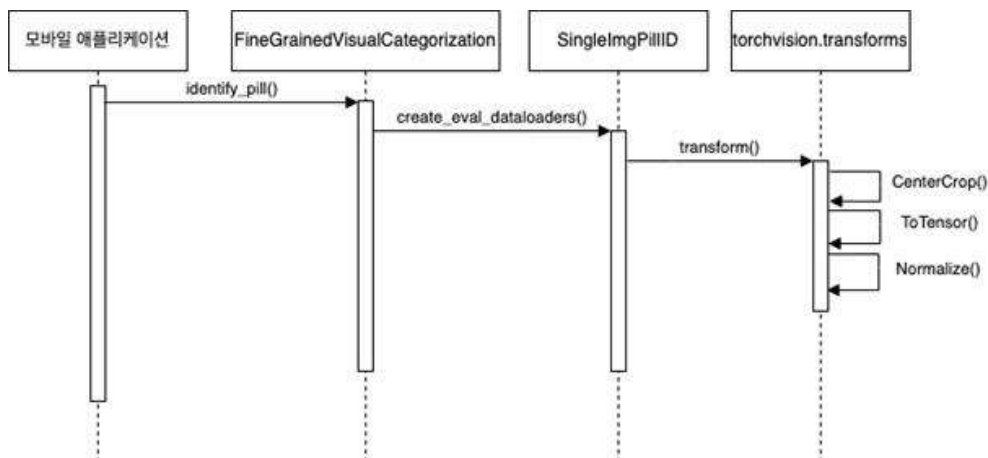 모바일 애플리케이션
FineGrainedVisualCategorization
SingleImgPillID
torchvision.transforms
identify_pill()
create_eval_dataloaders()
transform()
CenterCrop()
ToTensor()
Normalize()